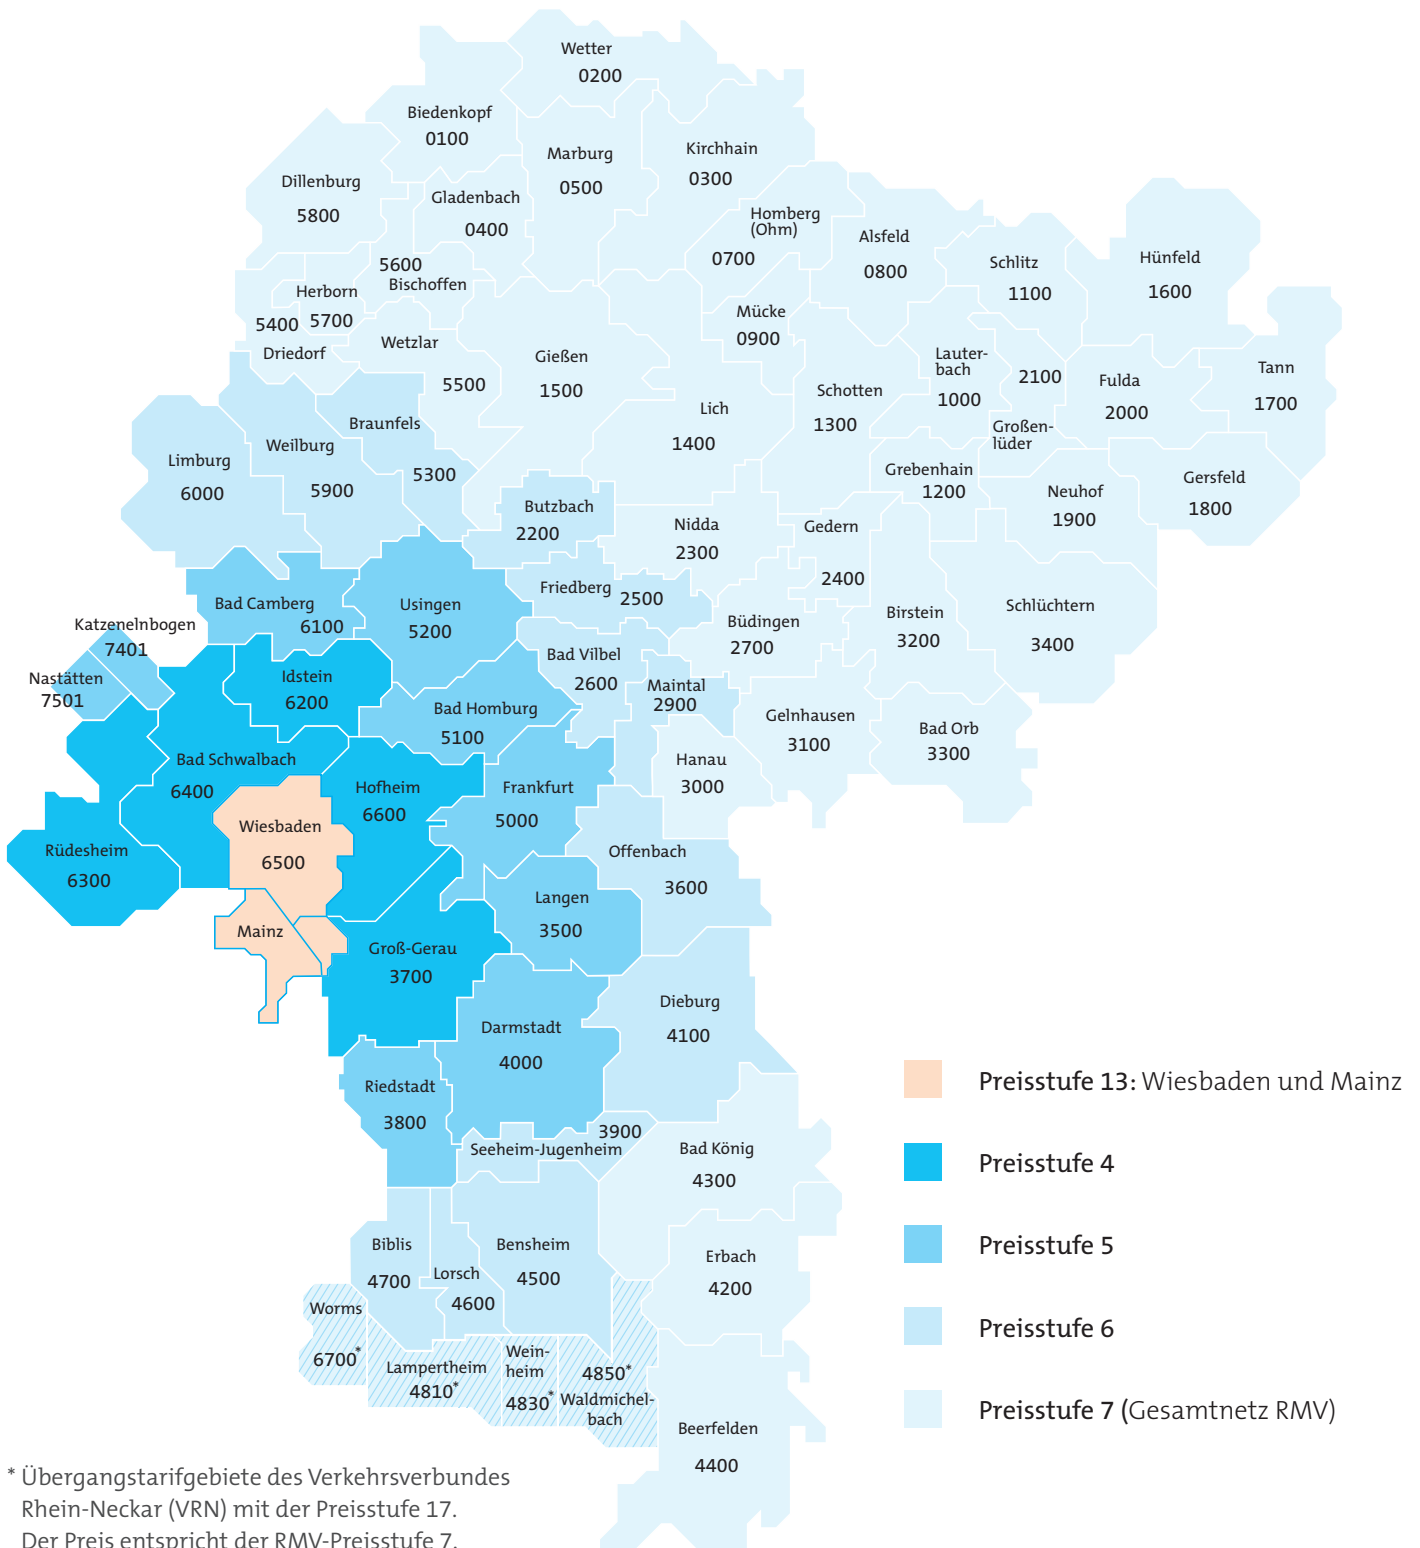 Wetter
0200
Biedenkopf
0100
Marburg
0500
Kirchhain
0300
Dillenburg
5800
Gladenbach
0400
Homberg
(Ohm)
0700
Alsfeld
0800
Schlitz
1100
Hünfeld
1600
5600
Bischoffen
Herborn
5700
5400
Driedorf
Wetzlar
5500
Gießen
1500
Mücke
0900
Lauter-
bach
1000
2100
Großen-
lüder
Fulda
2000
Tann
1700
Schotten
1300
Lich
1400
Braunfels
5300
Weilburg
5900
Limburg
6000
Grebenhain
1200
Neuhof
1900
Gersfeld
1800
Butzbach
2200
Nidda
2300
Gedern
2400
Friedberg
2500
Bad Camberg
6100
Usingen
5200
Büdingen
2700
Birstein
3200
Schlüchtern
3400
Katzenelnbogen
7401
Nastätten
7501
Idstein
6200
Bad Vilbel
2600
Maintal
2900
Bad Homburg
5100
Gelnhausen
3100
Bad Orb
3300
Bad Schwalbach
6400
Hofheim
6600
Frankfurt
5000
Hanau
3000
Wiesbaden
6500
Rüdesheim
6300
Offenbach
3600
Langen
3500
Mainz
Groß-Gerau
3700
Dieburg
4100
Darmstadt
4000
Riedstadt
3800
3900
Seeheim-Jugenheim
Bad König
4300
Biblis
4700
Lorsch
4600
Bensheim
4500
Erbach
4200
Worms
6700*
Lampertheim
4810*
Wein-
heim
4830*
4850*
Waldmichel-
bach
Beerfelden
4400
Preisstufe 13: Wiesbaden und Mainz
Preisstufe 4
Preisstufe 5
Preisstufe 6
Preisstufe 7 (Gesamtnetz RMV)
* Übergangstarifgebiete des Verkehrsverbundes
Rhein-Neckar (VRN) mit der Preisstufe 17.
Der Preis entspricht der RMV-Preisstufe 7.